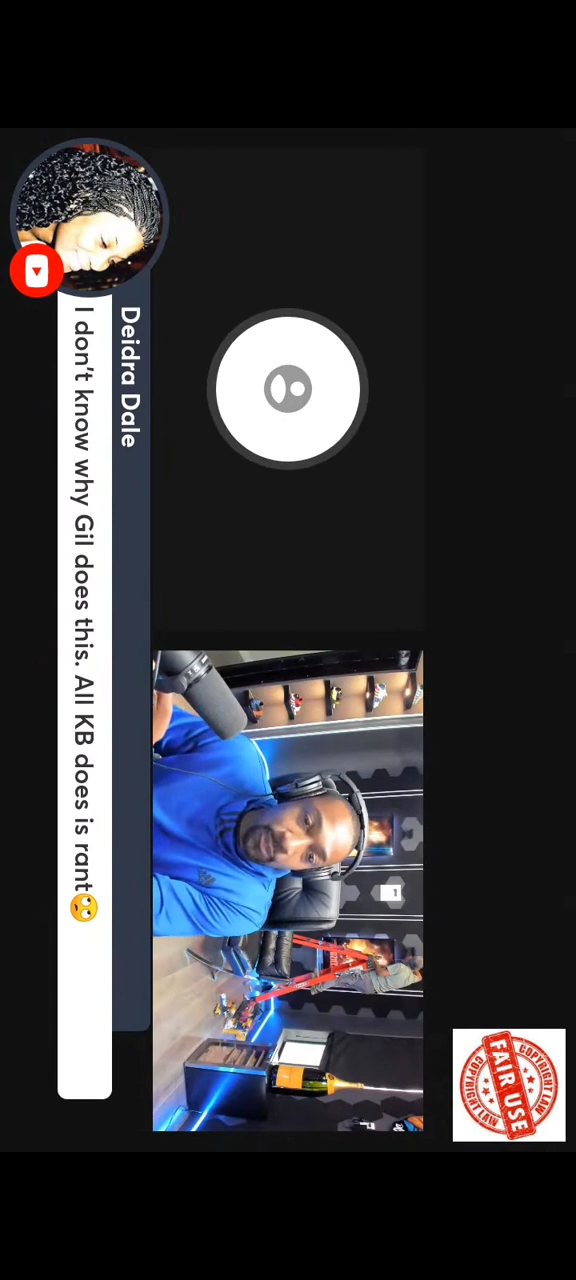 Deidra Dale
I don't know why Gil does this. All KB does is rant🙄
COPYRIGHT LAW
FAIR USE
COPYRIGHT LAW